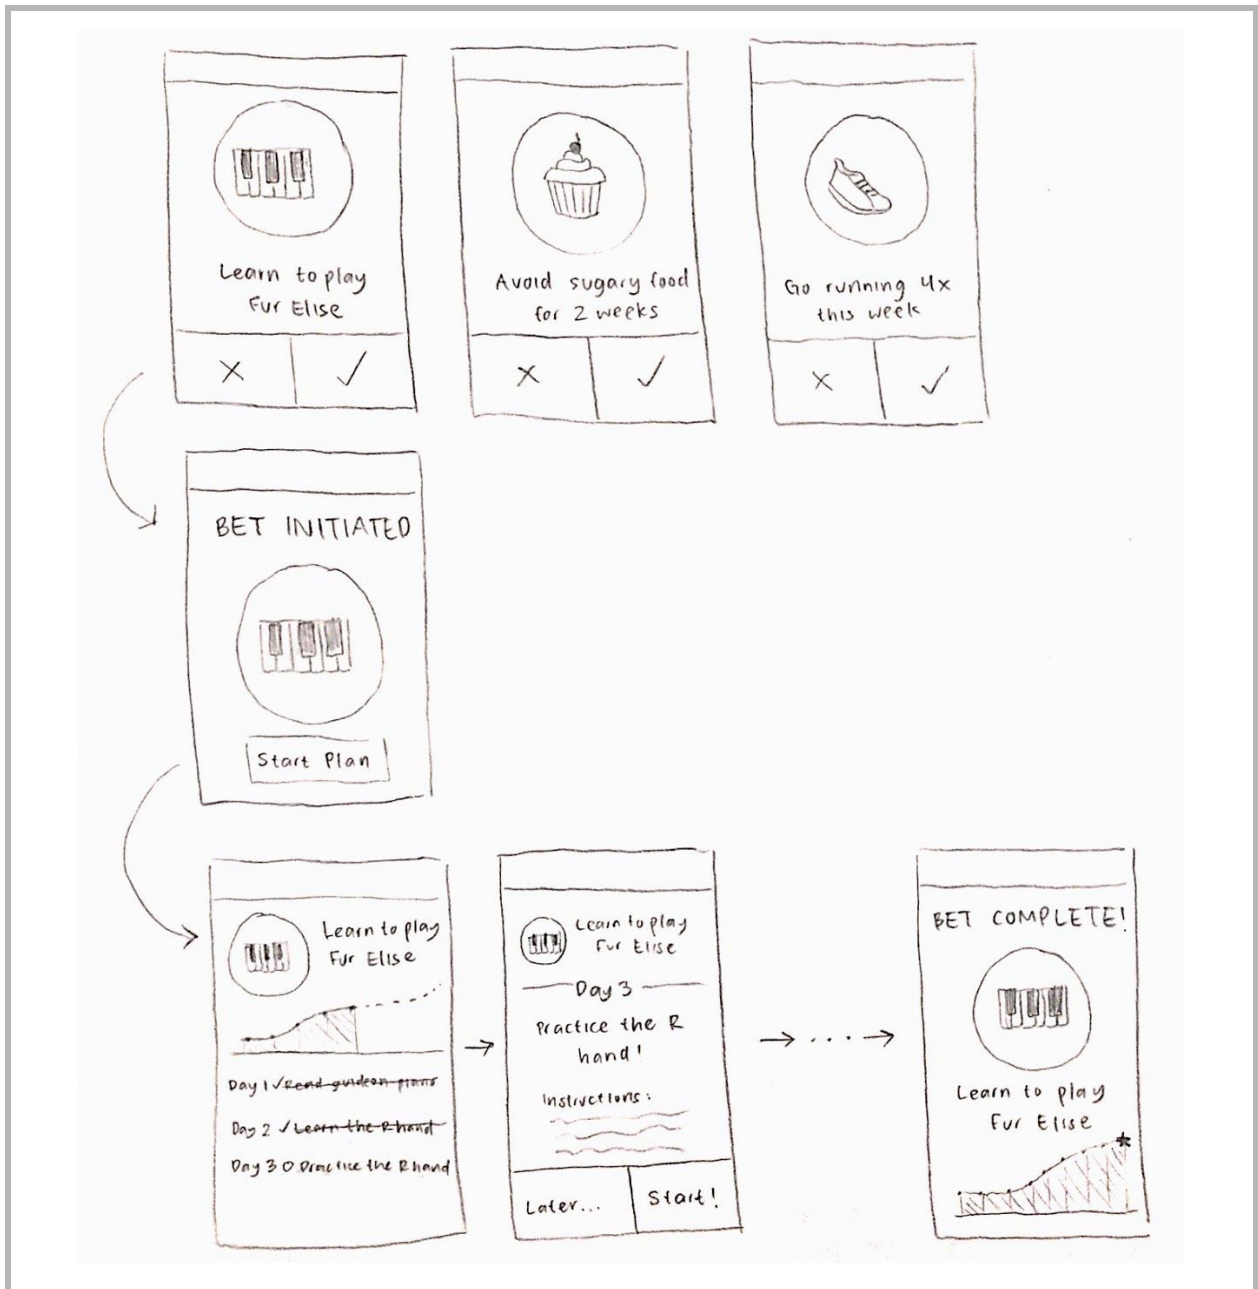 Learn to play
Fur Elise
Avoid sugary food
for 2 weeks
Go running 4x
this week
BET INITIATED
Start Plan
Learn to play
Fur Elise
Day 1 ✓ Read guide on piano
Day 2 ✓ Learn the R hand
Day 3 O Practice the R hand
Learn to play
Fur Elise
Day 3
Practice the R
hand!
Instructions:
Later...
Start!
BET COMPLETE!
Learn to play
Fur Elise